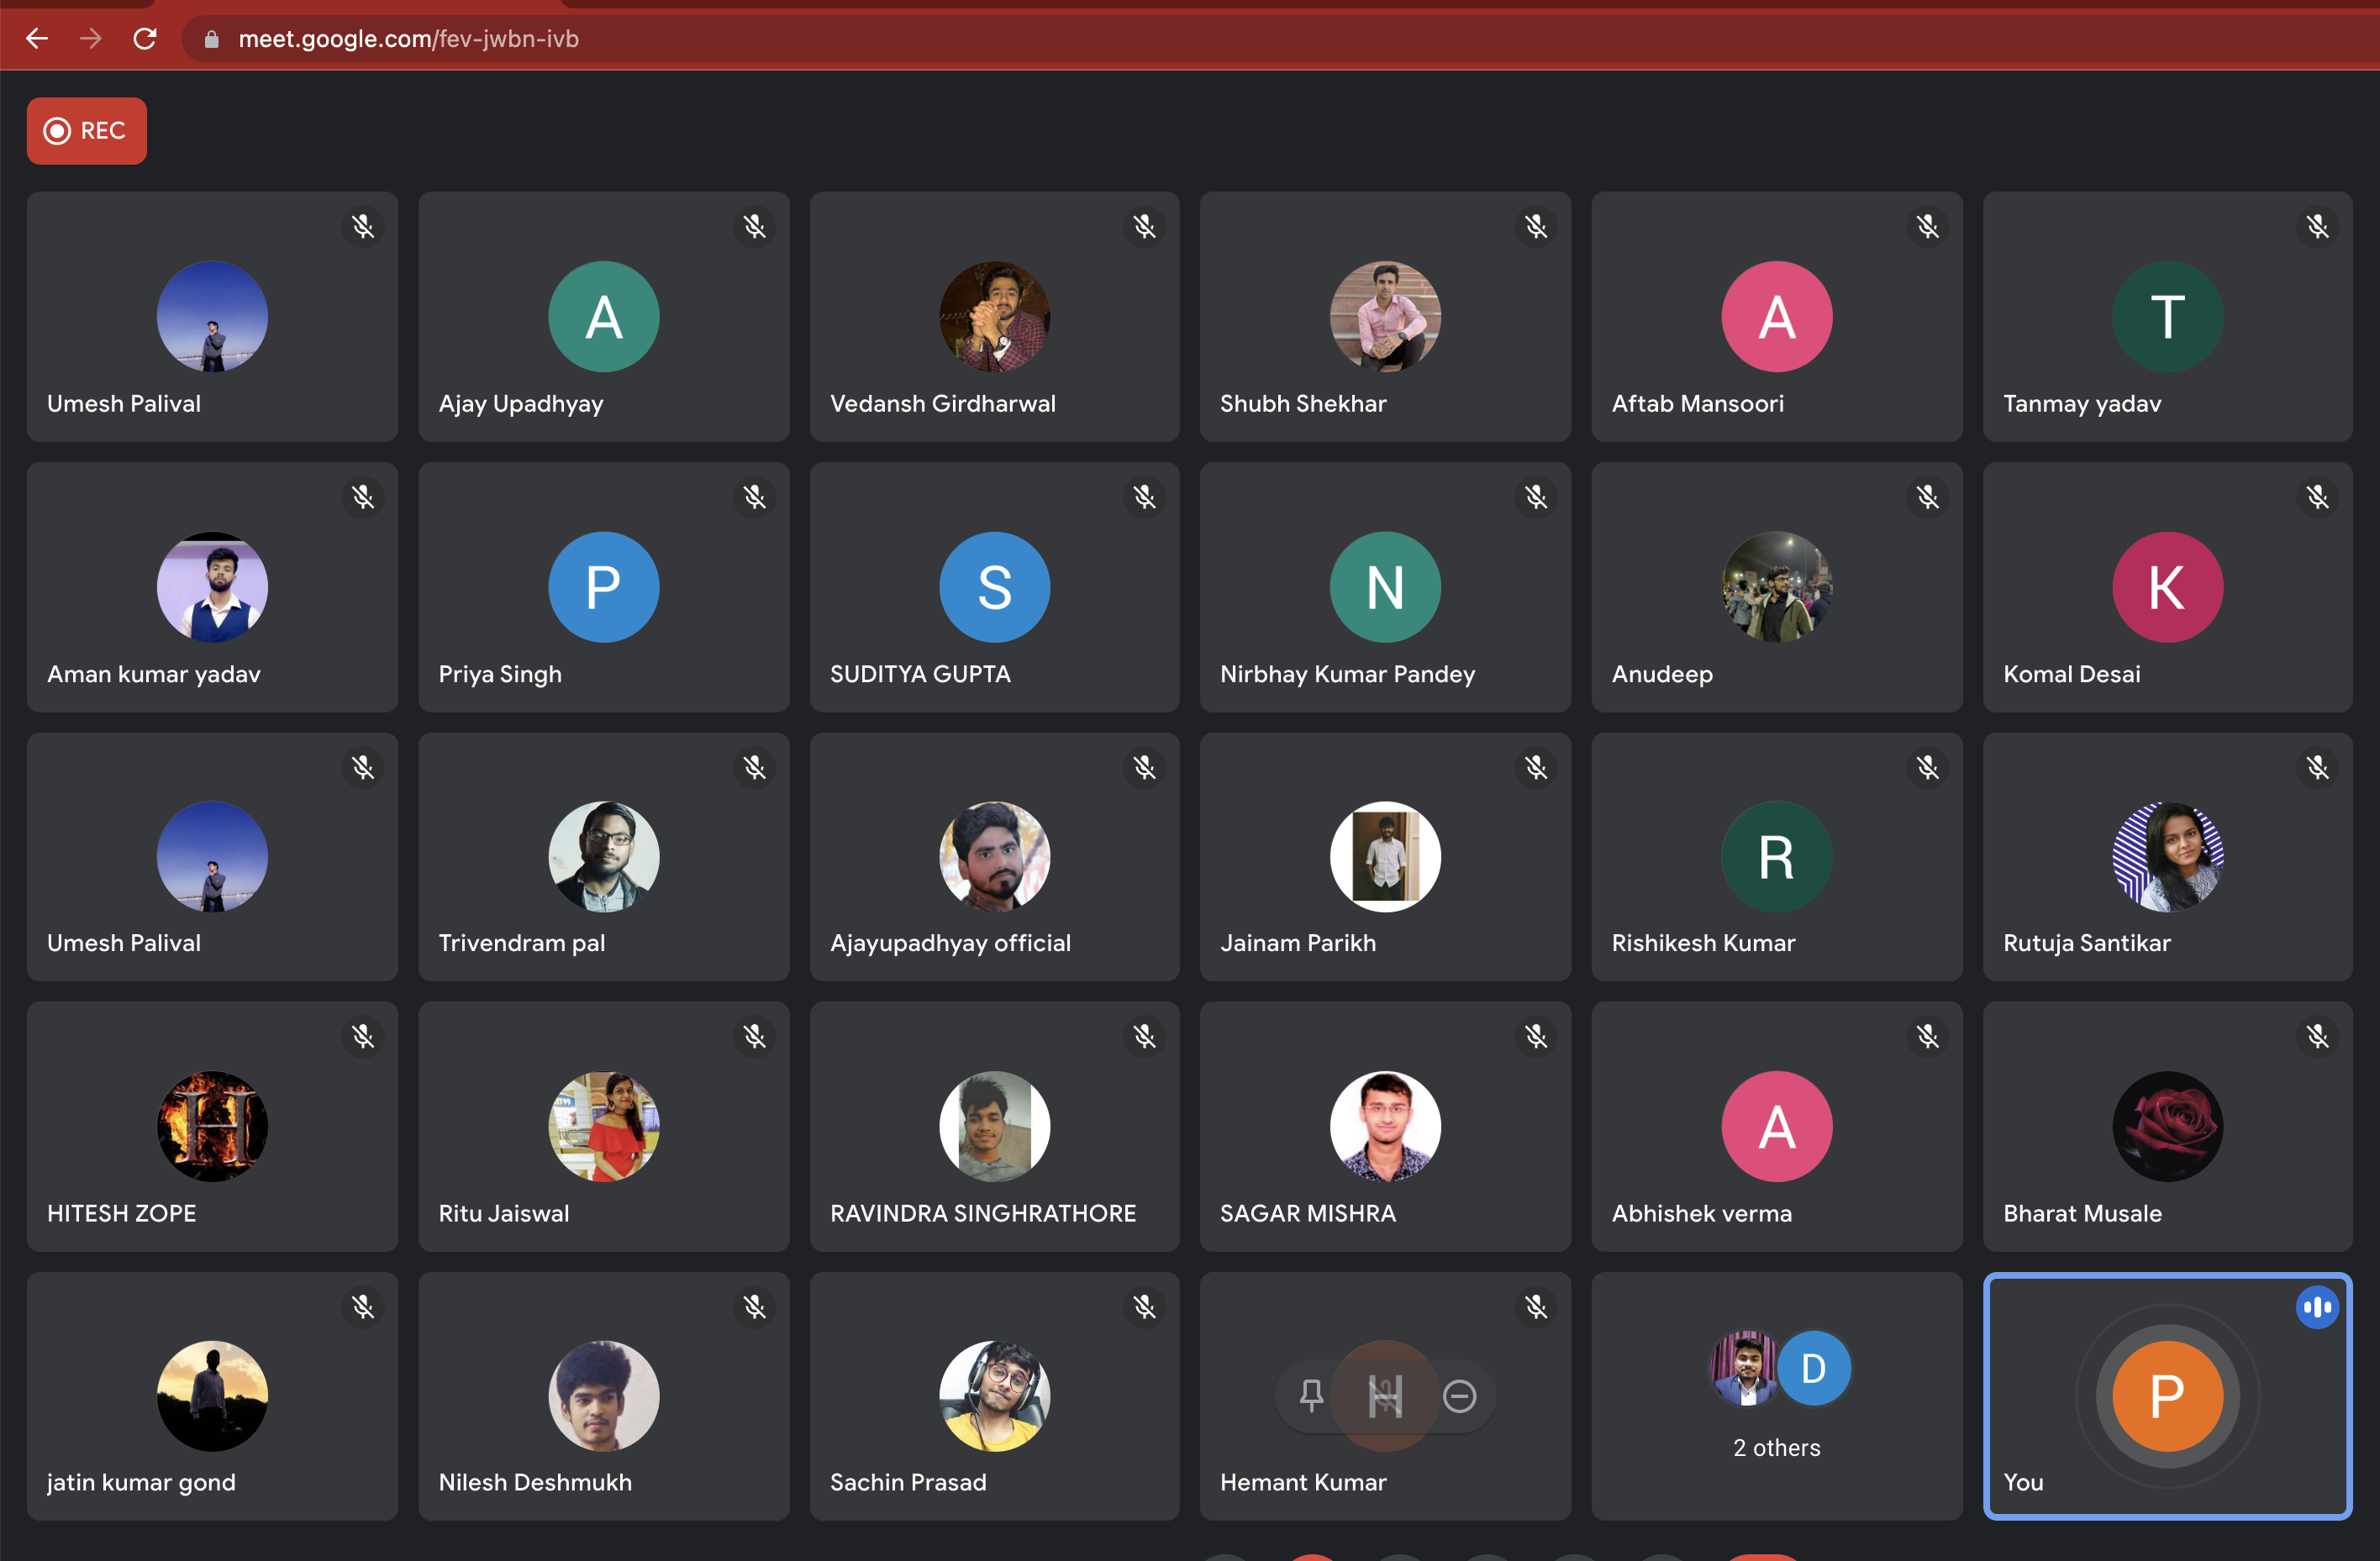 meet.google.com/fev-jwbn-ivb
REC
Umesh Palival
A
Ajay Upadhyay
Vedansh Girdharwal
Shubh Shekhar
A
Aftab Mansoori
T
Tanmay yadav
Aman kumar yadav
P
Priya Singh
S
SUDITYA GUPTA
N
Nirbhay Kumar Pandey
Anudeep
K
Komal Desai
Umesh Palival
Trivendram pal
Ajayupadhyay official
Jainam Parikh
R
Rishikesh Kumar
Rutuja Santikar
H
HITESH ZOPE
Ritu Jaiswal
RAVINDRA SINGHRATHORE
SAGAR MISHRA
A
Abhishek verma
Bharat Musale
jatin kumar gond
Nilesh Deshmukh
Sachin Prasad
H
Hemant Kumar
D
2 others
P
You